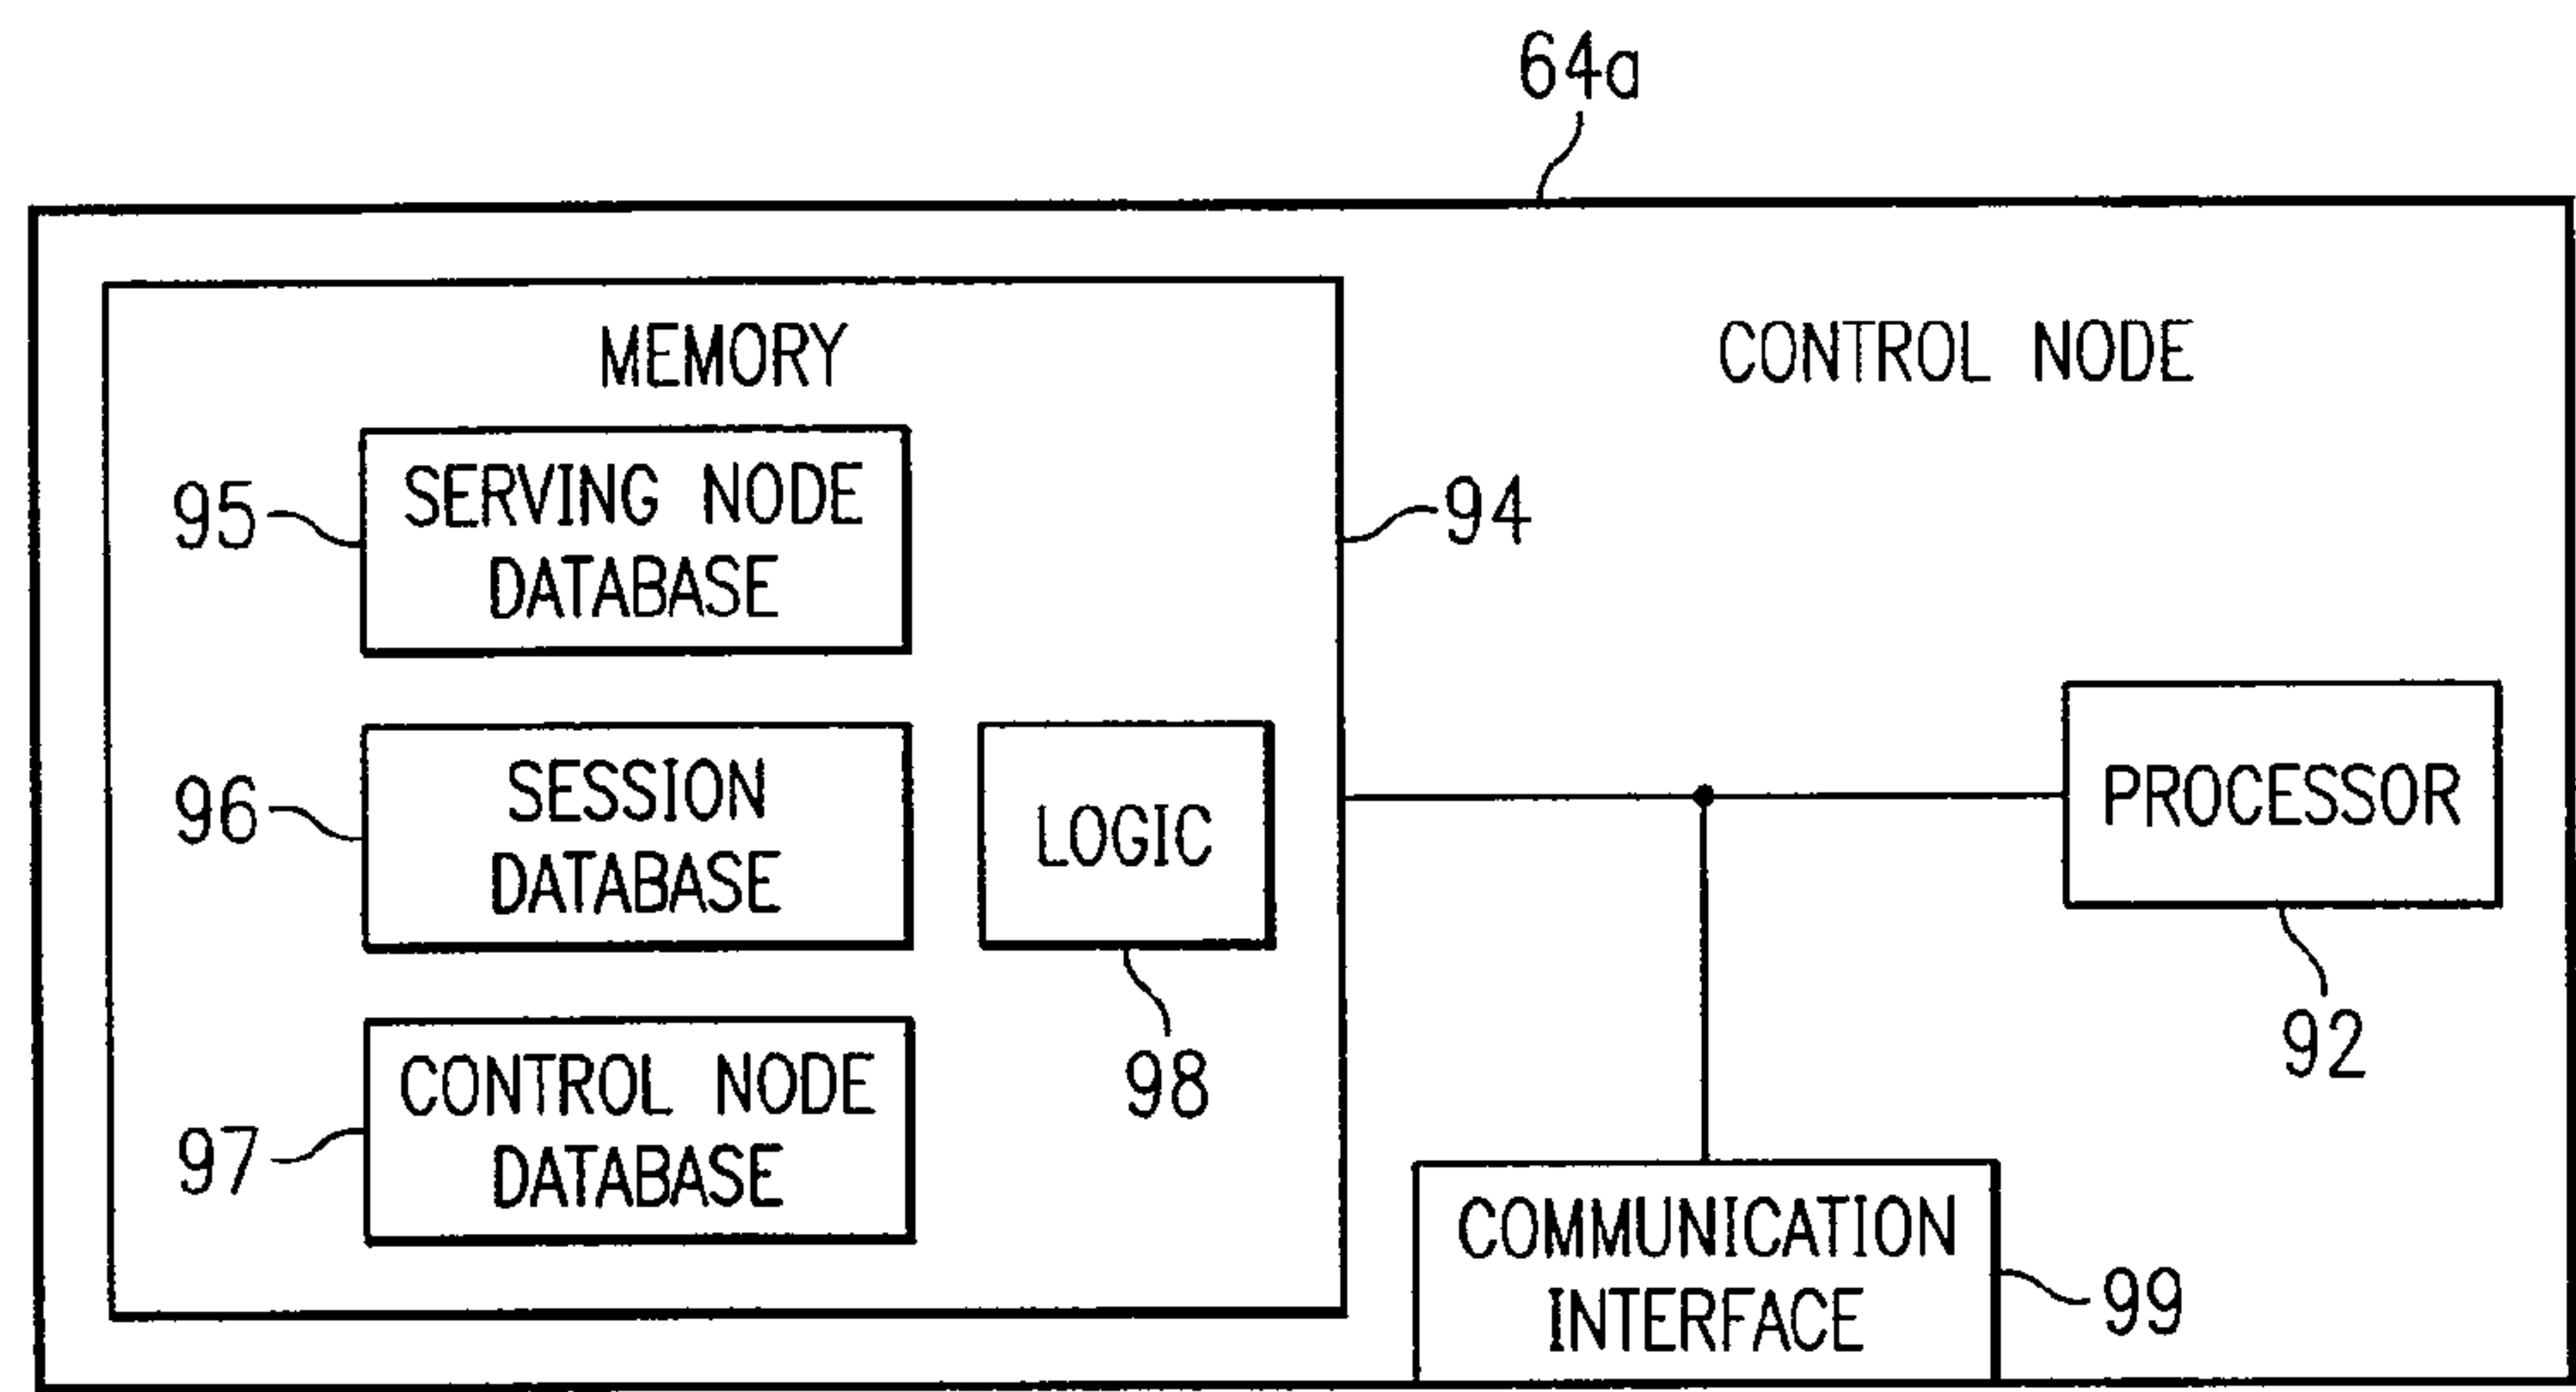 64a
MEMORY
CONTROL NODE
95
SERVING NODE
DATABASE
94
96
SESSION
DATABASE
LOGIC
98
PROCESSOR
92
97
CONTROL NODE
DATABASE
COMMUNICATION
INTERFACE
99